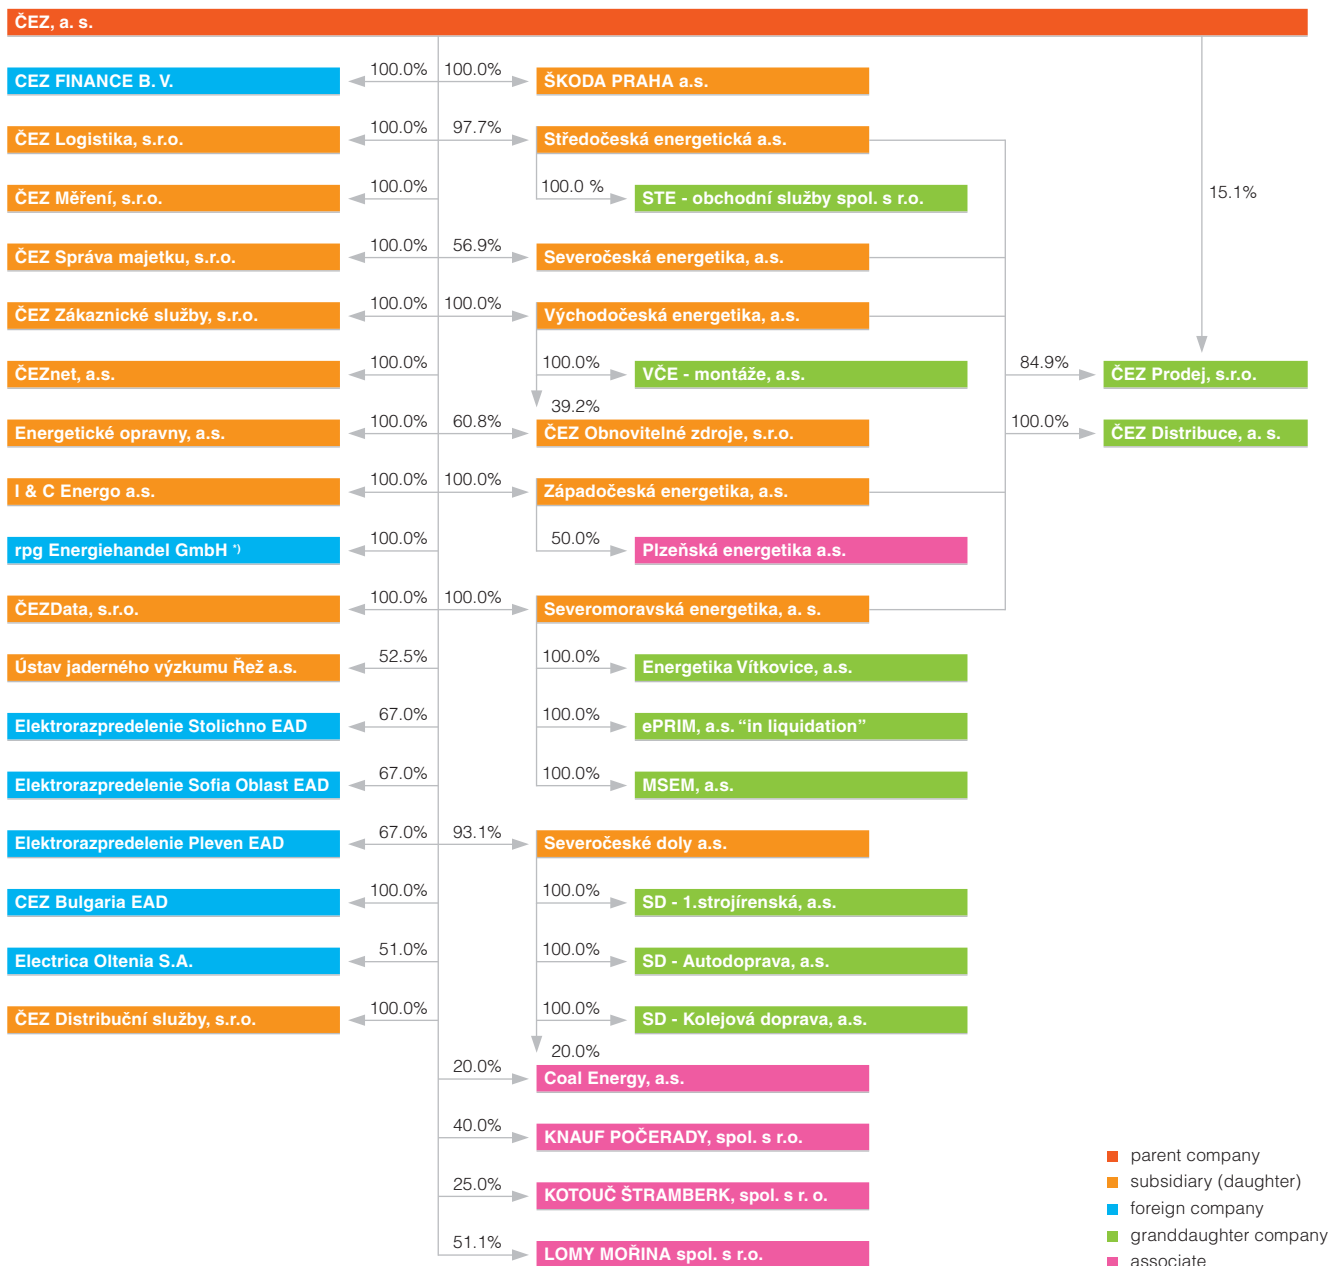 ČEZ, a. s.
CEZ FINANCE B. V.
100.0%
100.0%
ŠKODA PRAHA a.s.
ČEZ Logistika, s.r.o.
100.0%
97.7%
Středočeská energetická a.s.
ČEZ Měření, s.r.o.
100.0%
100.0 %
STE - obchodní služby spol. s r.o.
15.1%
ČEZ Správa majetku, s.r.o.
100.0%
56.9%
Severočeská energetika, a.s.
ČEZ Zákaznické služby, s.r.o.
100.0%
100.0%
Východočeská energetika, a.s.
ČEZnet, a.s.
100.0%
100.0%
VČE - montáže, a.s.
84.9%
ČEZ Prodej, s.r.o.
39.2%
Energetické opravny, a.s.
100.0%
60.8%
ČEZ Obnovitelné zdroje, s.r.o.
100.0%
ČEZ Distribuce, a. s.
I & C Energo a.s.
100.0%
100.0%
Západočeská energetika, a.s.
rpg Energiehandel GmbH *)
100.0%
50.0%
Plzeňská energetika a.s.
ČEZData, s.r.o.
100.0%
100.0%
Severomoravská energetika, a. s.
Ústav jaderného výzkumu Řež a.s.
52.5%
100.0%
Energetika Vítkovice, a.s.
Elektrorazpredelenie Stolichno EAD
67.0%
100.0%
ePRIM, a.s. “in liquidation”
Elektrorazpredelenie Sofia Oblast EAD
67.0%
100.0%
MSEM, a.s.
Elektrorazpredelenie Pleven EAD
67.0%
93.1%
Severočeské doly a.s.
CEZ Bulgaria EAD
100.0%
100.0%
SD - 1.strojírenská, a.s.
Electrica Oltenia S.A.
51.0%
100.0%
SD - Autodoprava, a.s.
ČEZ Distribuční služby, s.r.o.
100.0%
100.0%
SD - Kolejová doprava, a.s.
20.0%
20.0%
Coal Energy, a.s.
40.0%
KNAUF POČERADY, spol. s r.o.
25.0%
KOTOUČ ŠTRAMBERK, spol. s r. o.
51.1%
LOMY MOŘINA spol. s r.o.
parent company
subsidiary (daughter)
foreign company
granddaughter company
associate